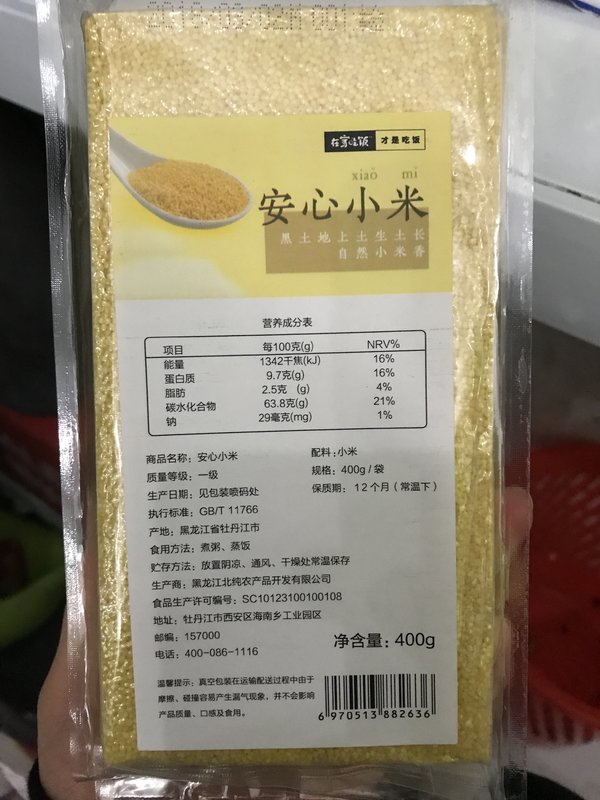 在家吃饭 才是吃饭
xiǎo mǐ
安心小米
黑土地上土生土长
自然小米香
营养成分表
项目 每100克(g) NRV%
能量 1342千焦(kJ) 16%
蛋白质 9.7克(g) 16%
脂肪 2.5克 (g) 4%
碳水化合物 63.8克(g) 21%
钠 29毫克(mg) 1%
商品名称：安心小米 配料：小米
质量等级：一级 规格：400g / 袋
生产日期：见包装喷码处 保质期：12个月（常温下）
执行标准：GB/T 11766
产地：黑龙江省牡丹江市
食用方法：煮粥、蒸饭
贮存方法：放置阴凉、通风、干燥处常温保存
生产商：黑龙江北纯农产品开发有限公司
食品生产许可编号：SC10123100100108
地址：牡丹江市西安区海南乡工业园区
邮编：157000
电话：400-086-1116
净含量：400g
温馨提示：真空包装在运输配送过程中由于
摩擦、碰撞容易产生漏气现象，并不会影响
产品质量、口感及食用。
6 970513 882636